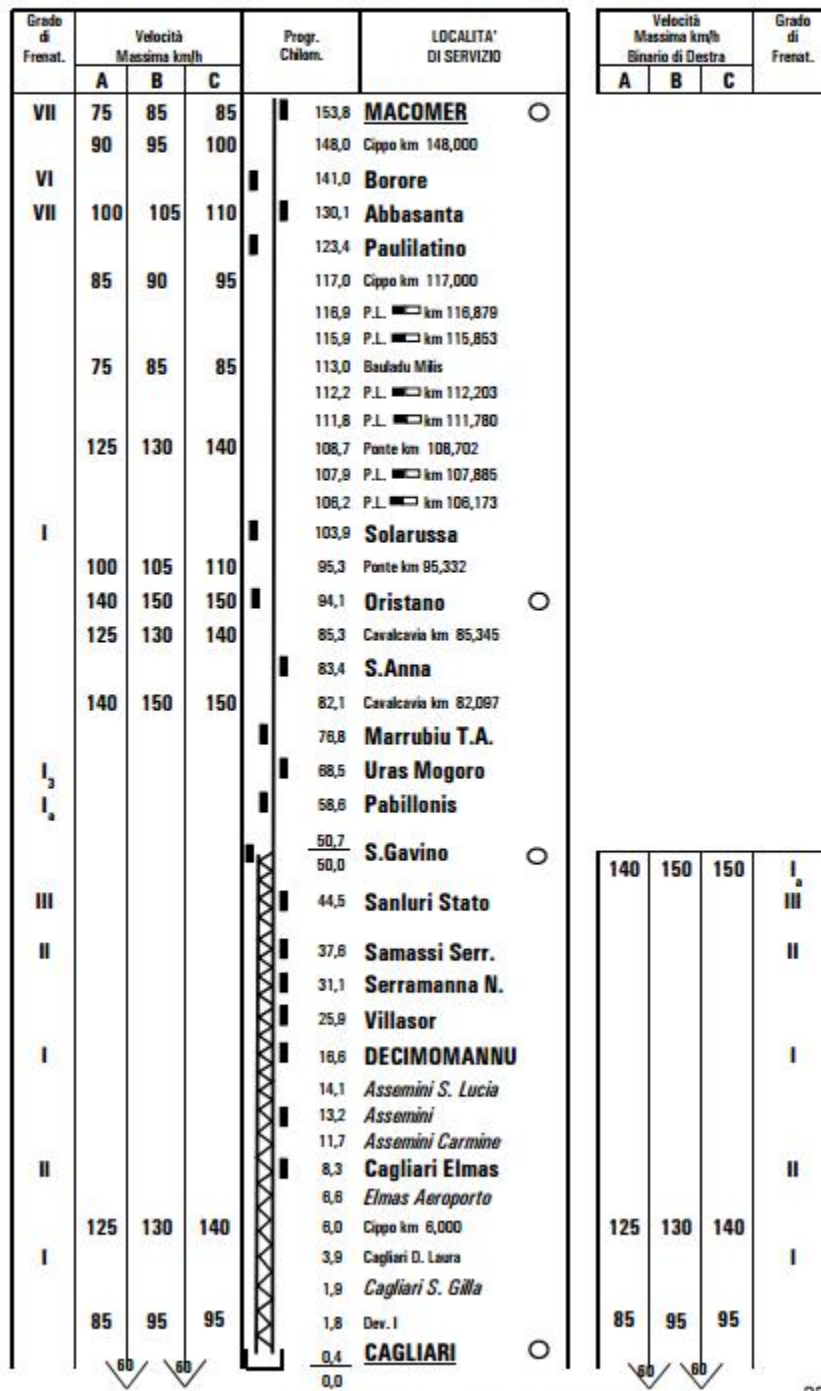 Grado di Frenat. Velocità Massima km/h Progr. Chilom. LOCALITA' DI SERVIZIO Velocità Massima km/h Binario di Destra Grado di Frenat.
A B C A B C
VII 75 85 85 153,8 MACOMER
90 95 100 148,0 Cippo km 148,000
VI 141,0 Borore
VII 100 105 110 130,1 Abbasanta
123,4 Paulilatino
85 90 95 117,0 Cippo km 117,000
116,9 P.L. km 116,879
115,9 P.L. km 115,853
75 85 85 113,0 Bauladu Milis
112,2 P.L. km 112,203
111,8 P.L. km 111,780
125 130 140 108,7 Ponte km 108,702
107,9 P.L. km 107,885
106,2 P.L. km 106,173
I 103,9 Solarussa
100 105 110 95,3 Ponte km 95,332
140 150 150 94,1 Oristano
125 130 140 85,3 Cavalcavia km 85,345
83,4 S.Anna
140 150 150 82,1 Cavalcavia km 82,097
76,8 Marrubiu T.A.
I3 68,5 Uras Mogoro
Ia 58,6 Pabillonis
50,7
S.Gavino
50,0 140 150 150 Ia
III 44,5 Sanluri Stato III
II 37,6 Samassi Serr. II
31,1 Serramanna N.
25,9 Villasor
I 16,6 DECIMOMANNU I
14,1 Assemini S. Lucia
13,2 Assemini
11,7 Assemini Carmine
II 8,3 Cagliari Elmas II
6,6 Elmas Aeroporto
125 130 140 6,0 Cippo km 6,000 125 130 140
I 3,9 Cagliari D. Laura I
1,9 Cagliari S. Gilla
85 95 95 1,8 Dev. I 85 95 95
60 60 0,4 CAGLIARI 60 60
0,0